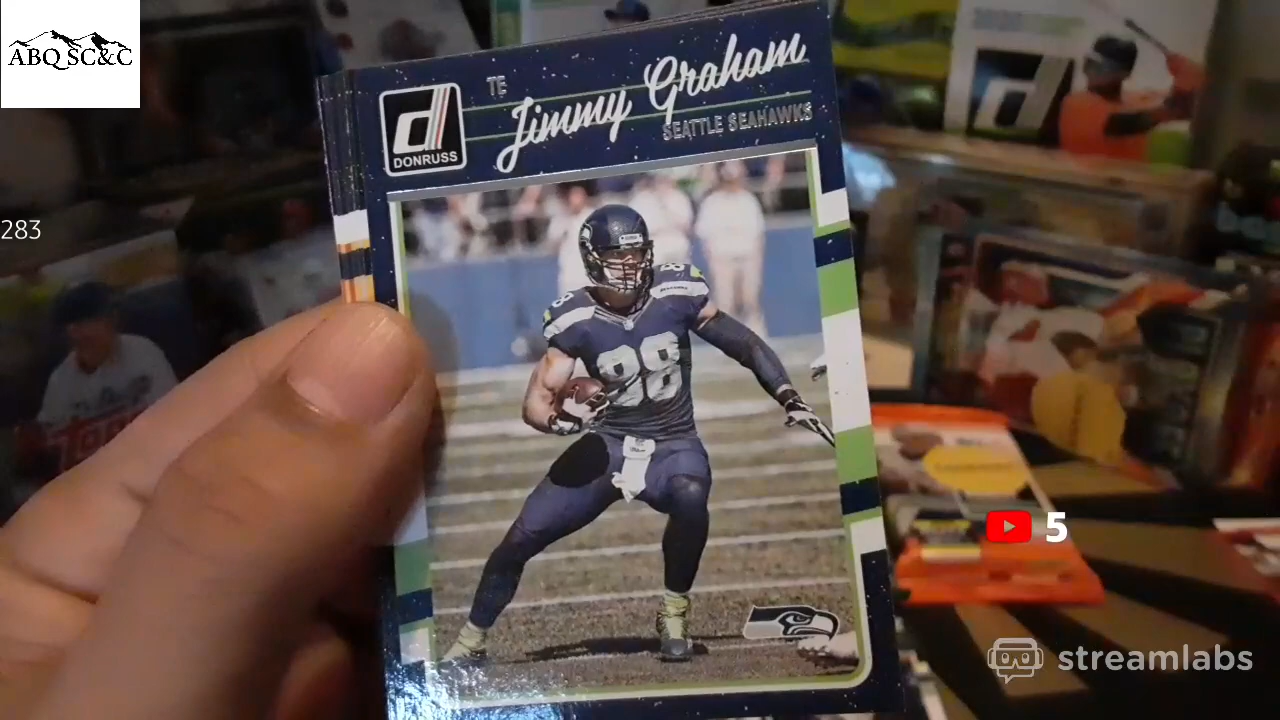 ABQ SC&C
TE
Jimmy Graham
SEATTLE SEAHAWKS
d
DONRUSS
283
88
5
streamlabs